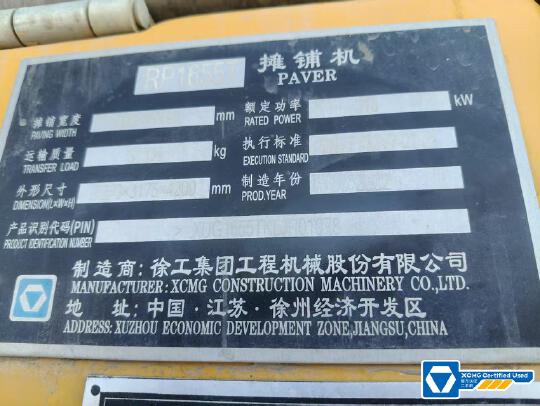 RP1655T 摊铺机
PAVER
摊铺宽度 mm
PAVING WIDTH
额定功率 kW
RATED POWER
运输质量 kg
TRANSFER LOAD
执行标准
EXECUTION STANDARD
外形尺寸 mm
DIMENSION(L×W×H)
制造年份
PROD.YEAR
产品识别代码(PIN)
PRODUCT IDENTIFICATION NUMBER
制造商:徐工集团工程机械股份有限公司
MANUFACTURER:XCMG CONSTRUCTION MACHINERY CO.,LTD.
地 址:中国·江苏·徐州经济开发区
ADDRESS:XUZHOU ECONOMIC DEVELOPMENT ZONE,JIANGSU,CHINA
XCMG Certified Used